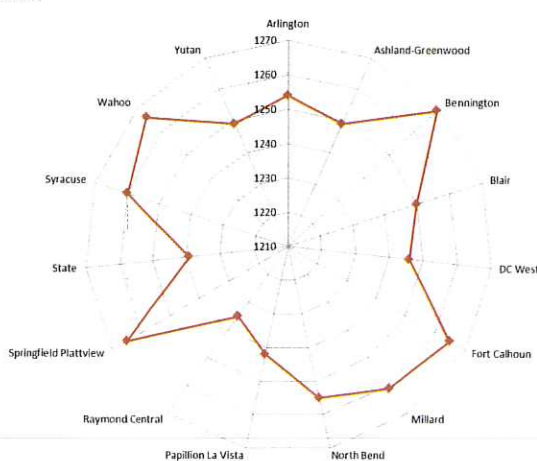 Arlington
1270
Yutan
Ashland-Greenwood
1260
Wahoo
Bennington
1250
1240
Syracuse
Blair
1230
1220
State
1210
DC West
Springfield Plattview
Fort Calhoun
Raymond Central
Millard
Papillion La Vista
North Bend